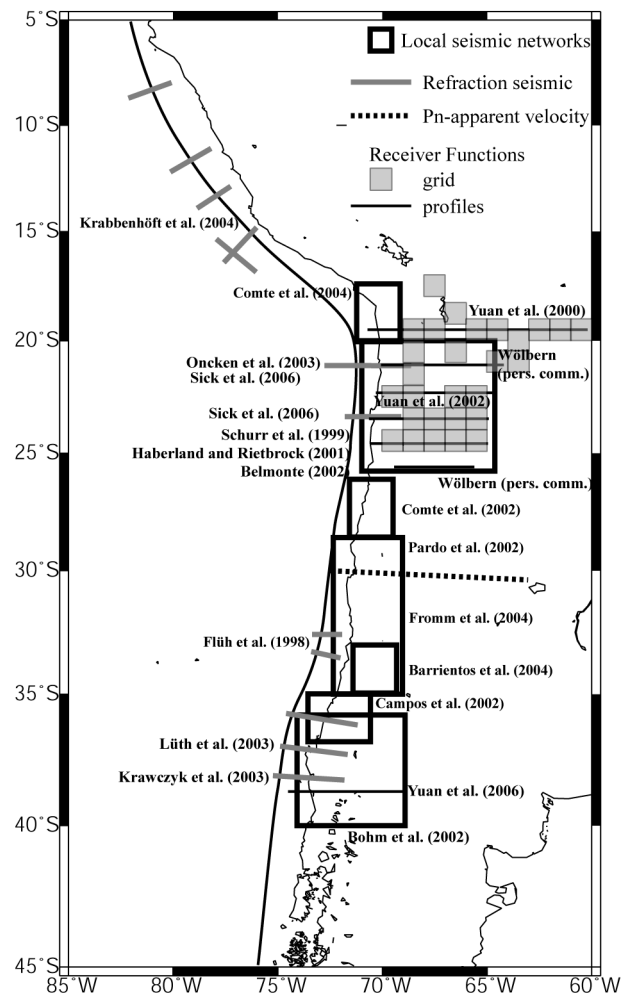 5°S
Local seismic networks
Refraction seismic
10°S
Pn-apparent velocity
Receiver Functions
grid
profiles
15°S
Krabbenhöft et al. (2004)
Comte et al. (2004)
Yuan et al. (2000)
20°S
Oncken et al. (2003)
Wölbern
(pers. comm.)
Sick et al. (2006)
Yuan et al. (2002)
Sick et al. (2006)
Schurr et al. (1999)
Haberland and Rietbrock (2001)
25°S
Belmonte (2002)
Wölbern (pers. comm.)
Comte et al. (2002)
Pardo et al. (2002)
30°S
Fromm et al. (2004)
Flüh et al. (1998)
Barrientos et al. (2004)
35°S
Campos et al. (2002)
Lüth et al. (2003)
Krawczyk et al. (2003)
Yuan et al. (2006)
40°S
Bohm et al. (2002)
45°S
85°W 80°W 75°W 70°W 65°W 60°W